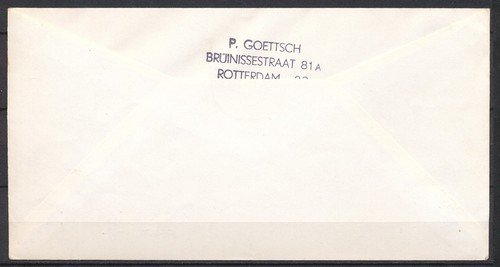 P. GOETTSCH
BRUINISSESTRAAT 81A
ROTTERDAM